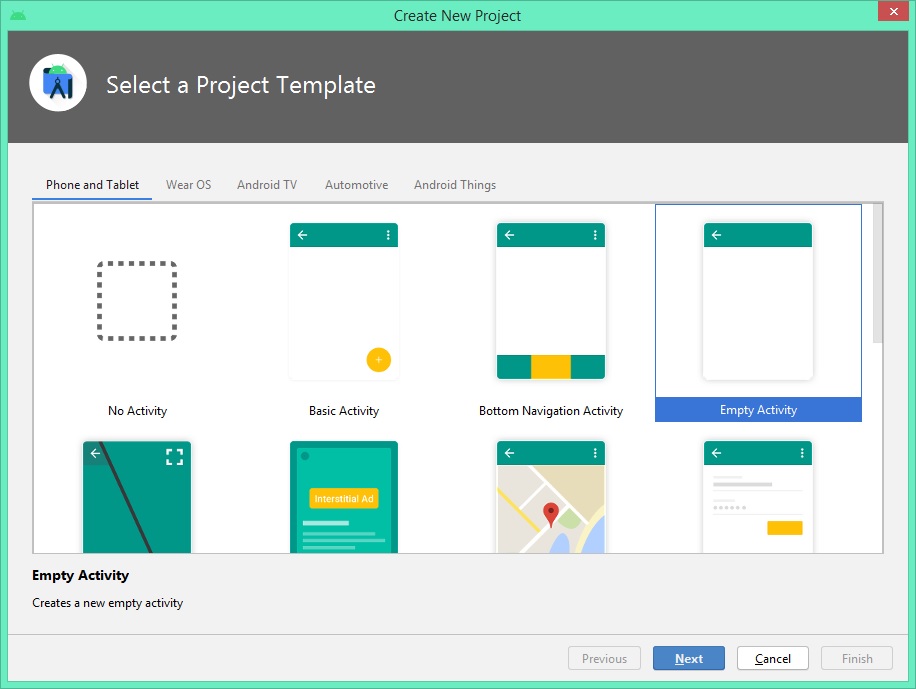 Create New Project
Select a Project Template
Phone and Tablet
Wear OS
Android TV
Automotive
Android Things
No Activity
Basic Activity
Bottom Navigation Activity
Empty Activity
Interstitial Ad
Empty Activity
Creates a new empty activity
Previous
Next
Cancel
Finish